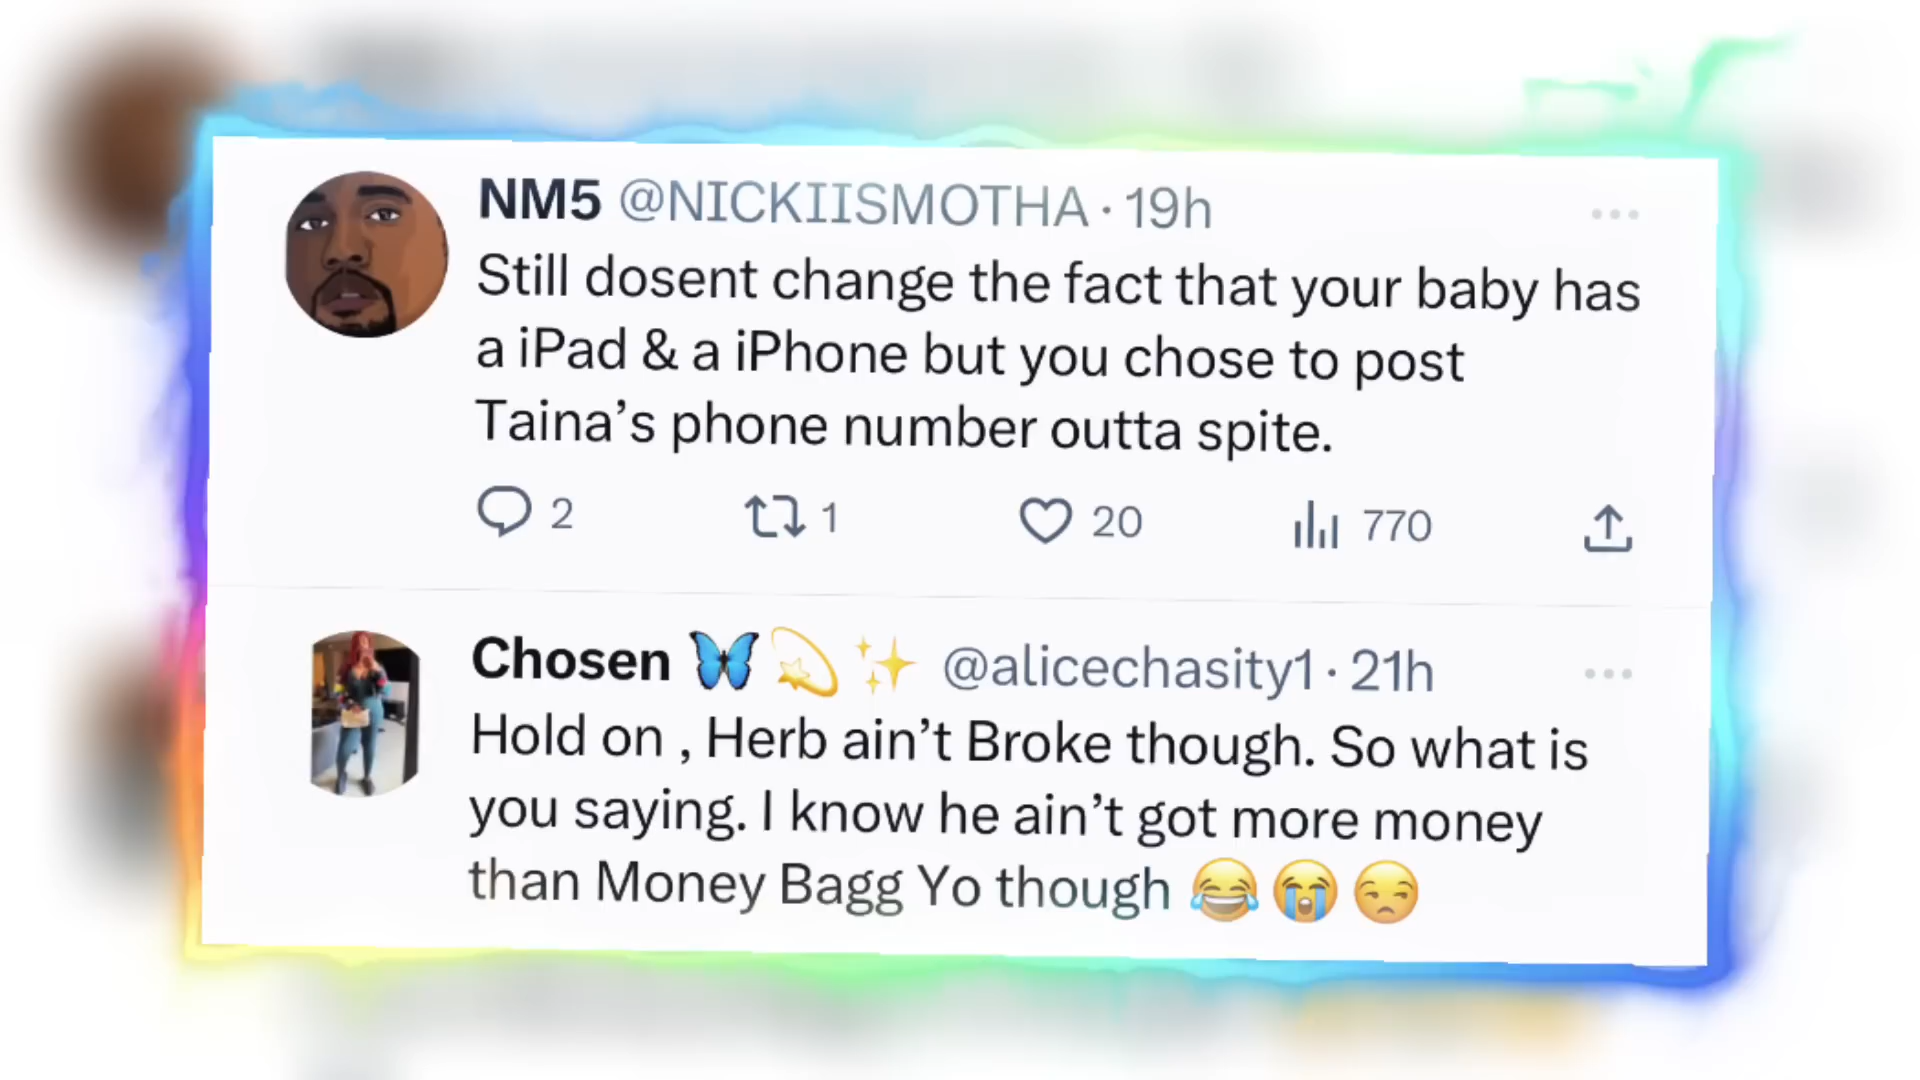 NM5 @NICKIISMOTHA · 19h
Still dosent change the fact that your baby has
a iPad & a iPhone but you chose to post
Taina’s phone number outta spite.
2 1 20 770
Chosen 🦋💫✨ @alicechasity1 · 21h
Hold on , Herb ain’t Broke though. So what is
you saying. I know he ain’t got more money
than Money Bagg Yo though 😂😭😒